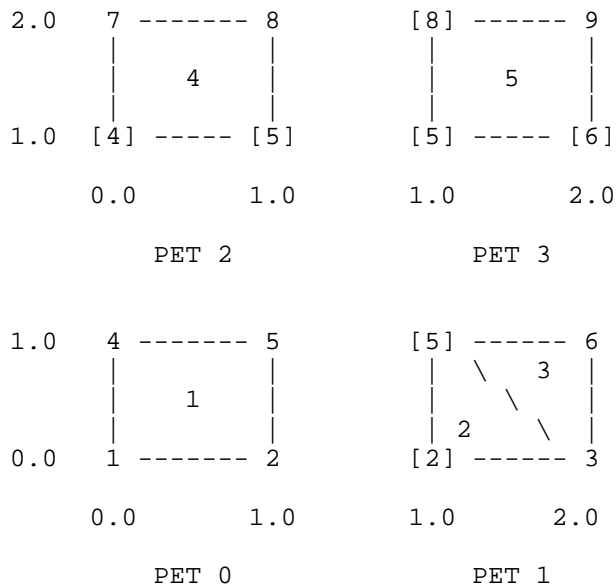 2.0 7 ------- 8 [8] ------ 9
| | | |
| 4 | | 5 |
| | | |
1.0 [4] ----- [5] [5] ----- [6]
0.0 1.0 1.0 2.0
PET 2 PET 3
1.0 4 ------- 5 [5] ------ 6
| | | \ 3 |
| 1 | | \ |
| | | 2 \ |
0.0 1 ------- 2 [2] ------ 3
0.0 1.0 1.0 2.0
PET 0 PET 1